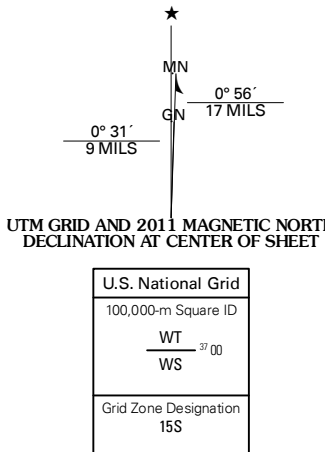 ★
MN
GN
0° 56´
17 MILS
0° 31´
9 MILS
UTM GRID AND 2011 MAGNETIC NORT
DECLINATION AT CENTER OF SHEET
U.S. National Grid
100,000-m Square ID
WT
37 00
WS
Grid Zone Designation
15S